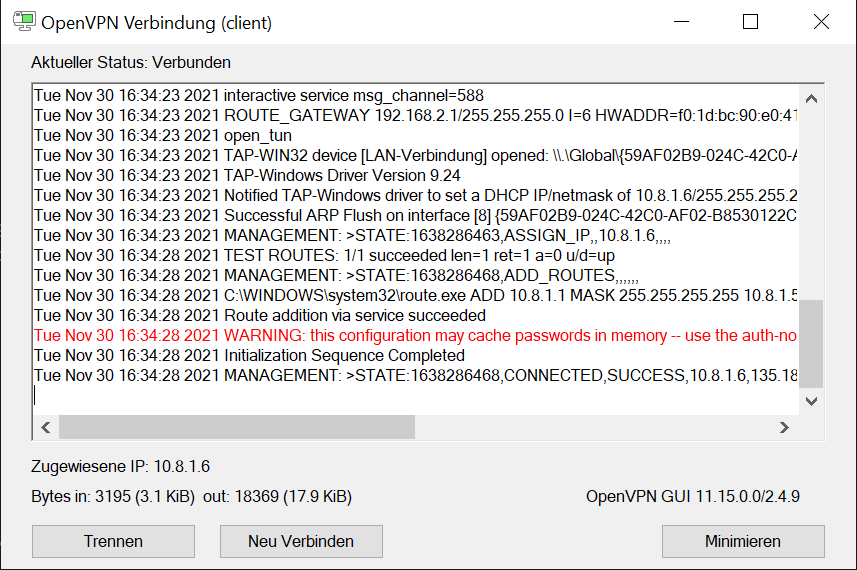 OpenVPN Verbindung (client)
Aktueller Status: Verbunden
Tue Nov 30 16:34:23 2021 interactive service msg_channel=588
Tue Nov 30 16:34:23 2021 ROUTE_GATEWAY 192.168.2.1/255.255.255.0 I=6 HWADDR=f0:1d:bc:90:e0:41
Tue Nov 30 16:34:23 2021 open_tun
Tue Nov 30 16:34:23 2021 TAP-WIN32 device [LAN-Verbindung] opened: \\.\Global\{59AF02B9-024C-42C0-A
Tue Nov 30 16:34:23 2021 TAP-Windows Driver Version 9.24
Tue Nov 30 16:34:23 2021 Notified TAP-Windows driver to set a DHCP IP/netmask of 10.8.1.6/255.255.255.2
Tue Nov 30 16:34:23 2021 Successful ARP Flush on interface [8] {59AF02B9-024C-42C0-AF02-B8530122C
Tue Nov 30 16:34:23 2021 MANAGEMENT: >STATE:1638286463,ASSIGN_IP,,10.8.1.6,,,,
Tue Nov 30 16:34:28 2021 TEST ROUTES: 1/1 succeeded len=1 ret=1 a=0 u/d=up
Tue Nov 30 16:34:28 2021 MANAGEMENT: >STATE:1638286468,ADD_ROUTES,,,,,,
Tue Nov 30 16:34:28 2021 C:\WINDOWS\system32\route.exe ADD 10.8.1.1 MASK 255.255.255.255 10.8.1.5
Tue Nov 30 16:34:28 2021 Route addition via service succeeded
Tue Nov 30 16:34:28 2021 WARNING: this configuration may cache passwords in memory -- use the auth-no
Tue Nov 30 16:34:28 2021 Initialization Sequence Completed
Tue Nov 30 16:34:28 2021 MANAGEMENT: >STATE:1638286468,CONNECTED,SUCCESS,10.8.1.6,135.18
Zugewiesene IP: 10.8.1.6
Bytes in: 3195 (3.1 KiB) out: 18369 (17.9 KiB) OpenVPN GUI 11.15.0.0/2.4.9
Trennen Neu Verbinden Minimieren